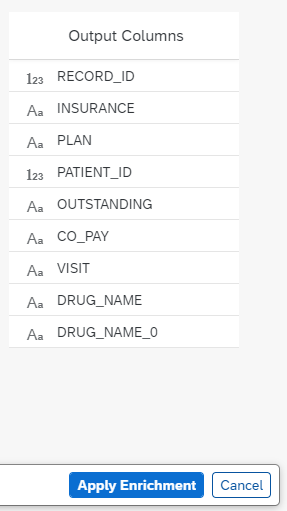 Output Columns
123 RECORD_ID
Aa INSURANCE
Aa PLAN
123 PATIENT_ID
Aa OUTSTANDING
Aa CO_PAY
Aa VISIT
Aa DRUG_NAME
Aa DRUG_NAME_0
Apply Enrichment Cancel